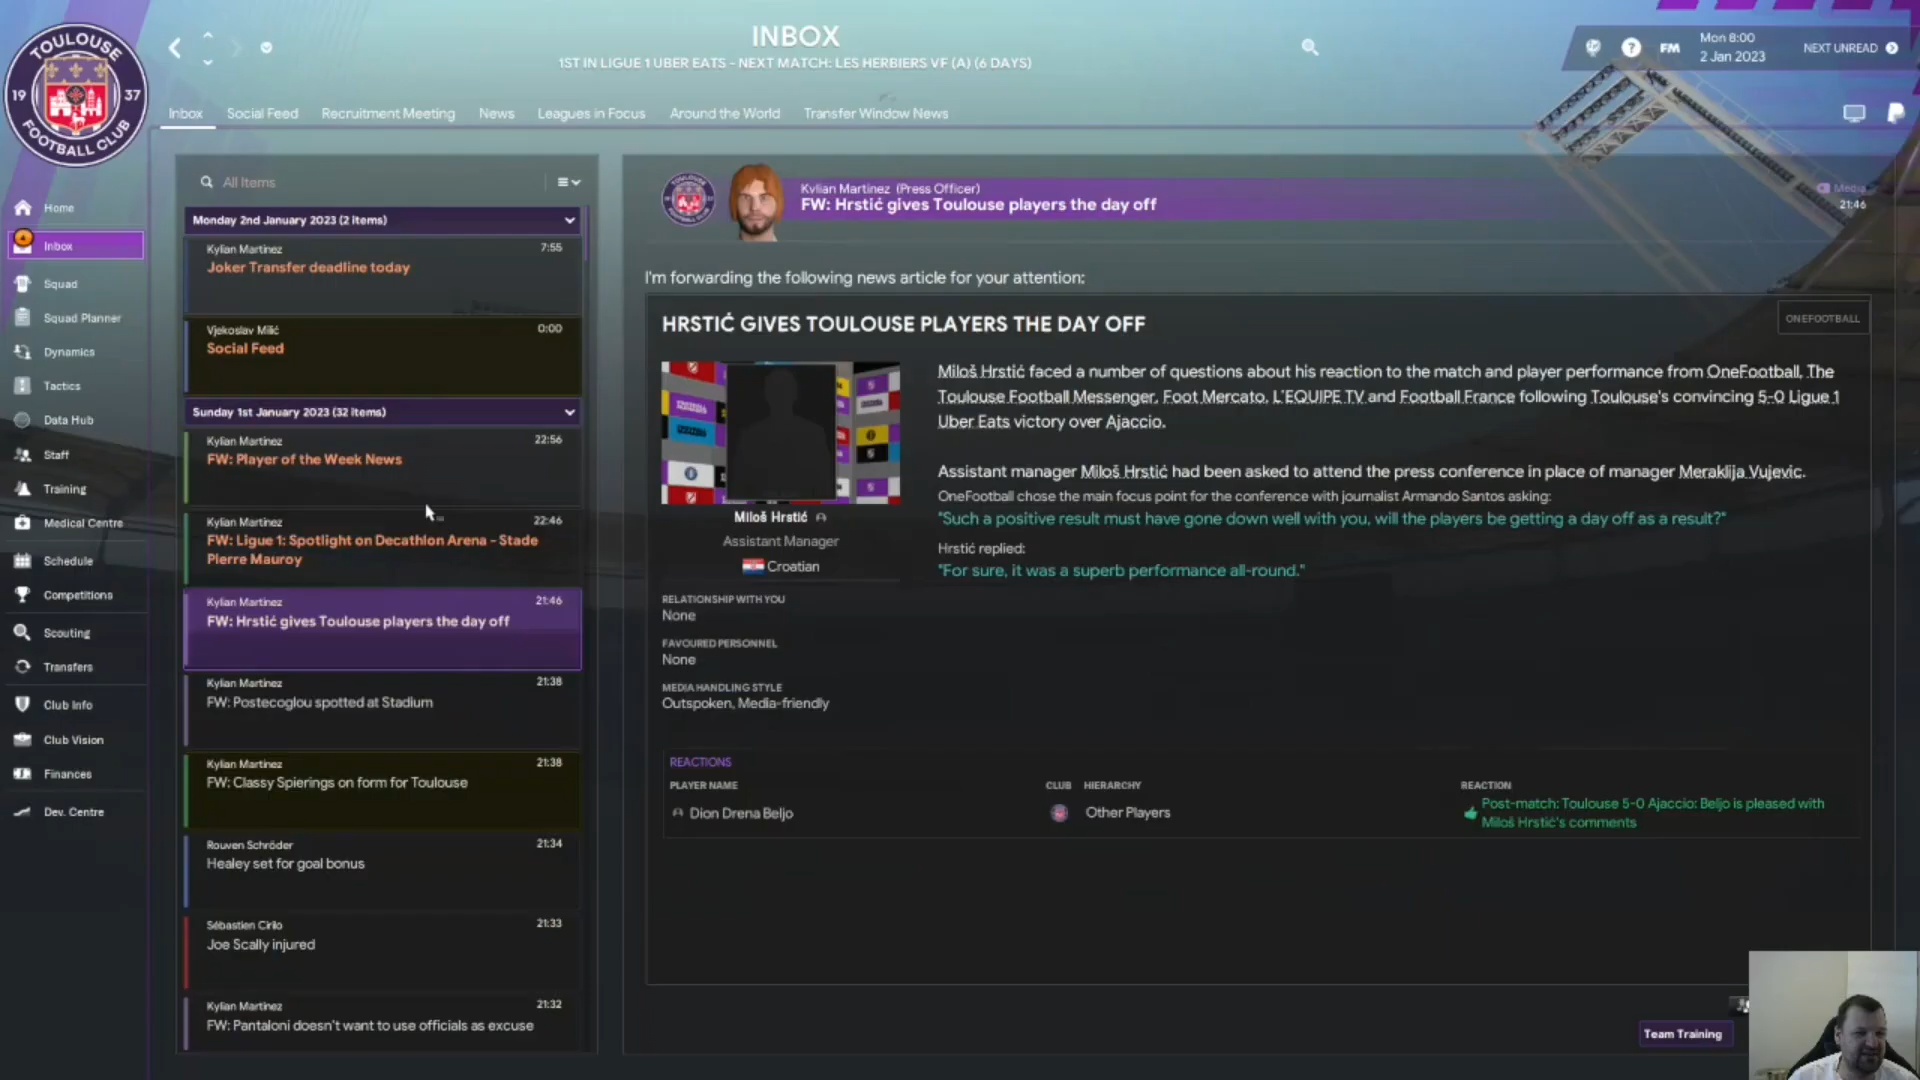 TOULOUSE
19 37
FOOTBALL CLUB
INBOX
1ST IN LIGUE 1 UBER EATS - NEXT MATCH: LES HERBIERS VF (A) (6 DAYS)
FM
Mon 8:00
2 Jan 2023
NEXT UNREAD
Inbox
Social Feed
Recruitment Meeting
News
Leagues in Focus
Around the World
Transfer Window News
Home
Inbox
Squad
Squad Planner
Dynamics
Tactics
Data Hub
Staff
Training
Medical Centre
Schedule
Competitions
Scouting
Transfers
Club Info
Club Vision
Finances
Dev. Centre
All Items
Monday 2nd January 2023 (2 items)
Kylian Martinez 7:55
Joker Transfer deadline today
Vjekoslav Milić 0:00
Social Feed
Sunday 1st January 2023 (32 items)
Kylian Martinez 22:56
FW: Player of the Week News
Kylian Martinez 22:46
FW: Ligue 1: Spotlight on Decathlon Arena - Stade
Pierre Mauroy
Kylian Martinez 21:46
FW: Hrstić gives Toulouse players the day off
Kylian Martinez 21:38
FW: Postecoglou spotted at Stadium
Kylian Martinez 21:38
FW: Classy Spierings on form for Toulouse
Rouven Schröder 21:34
Healey set for goal bonus
Sébastien Cirilo 21:33
Joe Scally injured
Kylian Martinez 21:32
FW: Pantaloni doesn't want to use officials as excuse
Kylian Martinez (Press Officer)
FW: Hrstić gives Toulouse players the day off
Media
21:46
I'm forwarding the following news article for your attention:
HRSTIĆ GIVES TOULOUSE PLAYERS THE DAY OFF
ONEFOOTBALL
Miloš Hrstić faced a number of questions about his reaction to the match and player performance from OneFootball, The
Toulouse Football Messenger, Foot Mercato, L'EQUIPE TV and Football France following Toulouse's convincing 5-0 Ligue 1
Uber Eats victory over Ajaccio.
Assistant manager Miloš Hrstić had been asked to attend the press conference in place of manager Meraklija Vujevic.
OneFootball chose the main focus point for the conference with journalist Armando Santos asking:
"Such a positive result must have gone down well with you, will the players be getting a day off as a result?"
Hrstić replied:
"For sure, it was a superb performance all-round."
Miloš Hrstić
Assistant Manager
Croatian
RELATIONSHIP WITH YOU
None
FAVOURED PERSONNEL
None
MEDIA HANDLING STYLE
Outspoken, Media-friendly
REACTIONS
PLAYER NAME CLUB HIERARCHY REACTION
Dion Drena Beljo Other Players Post-match: Toulouse 5-0 Ajaccio: Beljo is pleased with
Miloš Hrstić's comments
Team Training